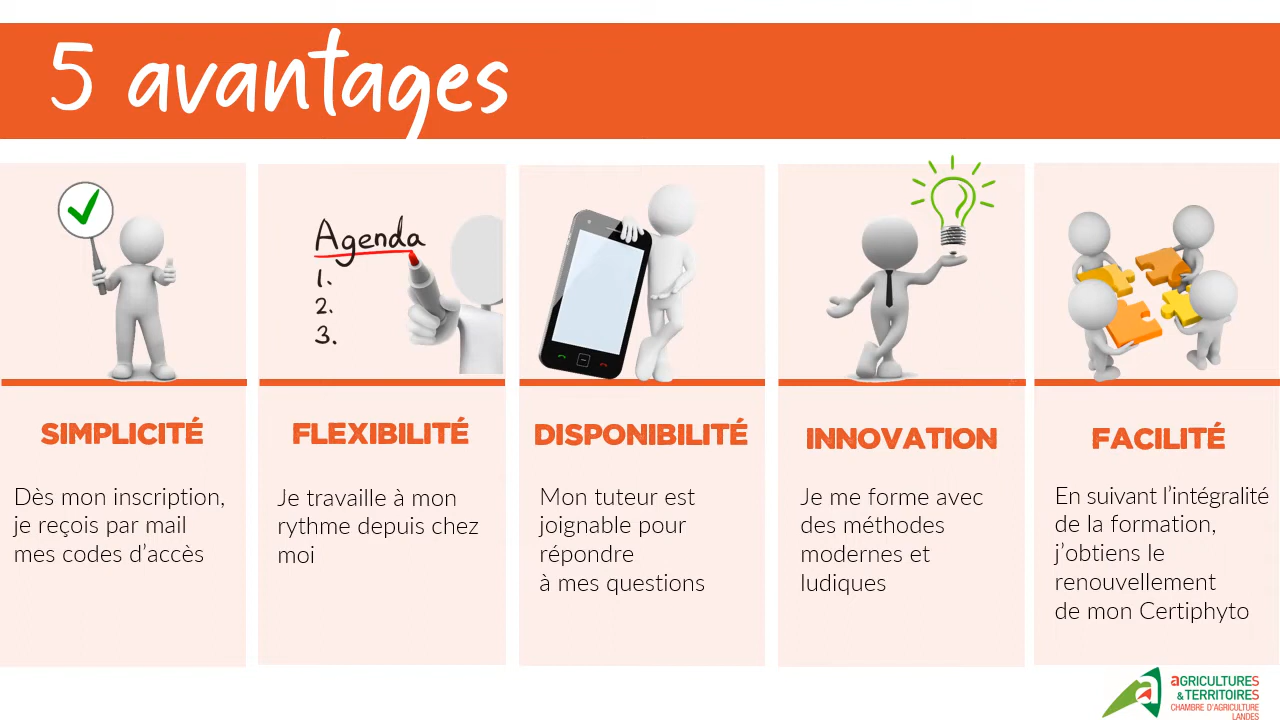 5 avantages
Agenda
1.
2.
3.
SIMPLICITÉ
Dès mon inscription,
je reçois par mail
mes codes d’accès
FLEXIBILITÉ
Je travaille à mon
rythme depuis chez
moi
DISPONIBILITÉ
Mon tuteur est
joignable pour
répondre
à mes questions
INNOVATION
Je me forme avec
des méthodes
modernes et
ludiques
FACILITÉ
En suivant l’intégralité
de la formation,
j’obtiens le
renouvellement
de mon Certiphyto
aGRICULTURES
& TERRITOIRES
CHAMBRE D’AGRICULTURE
LANDES